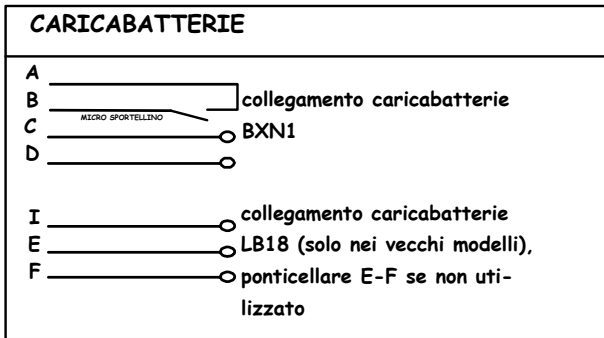 CARICABATTERIE
A
B
MICRO SPORTELLINO
collegamento caricabatterie
C
BXN1
D
I
collegamento caricabatterie
E
LB18 (solo nei vecchi modelli),
F
ponticellare E-F se non uti-
lizzato